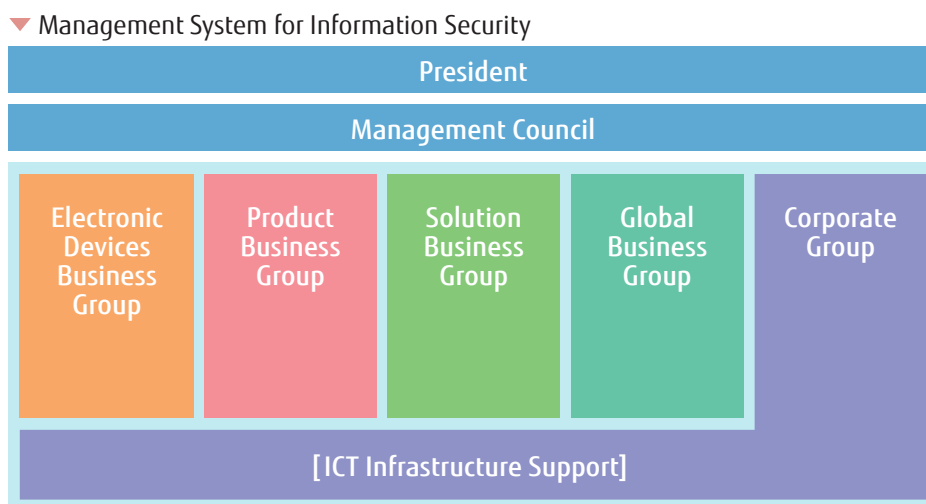 Management System for Information Security
President
Management Council
Electronic
Devices
Business
Group
Product
Business
Group
Solution
Business
Group
Global
Business
Group
Corporate
Group
[ICT Infrastructure Support]